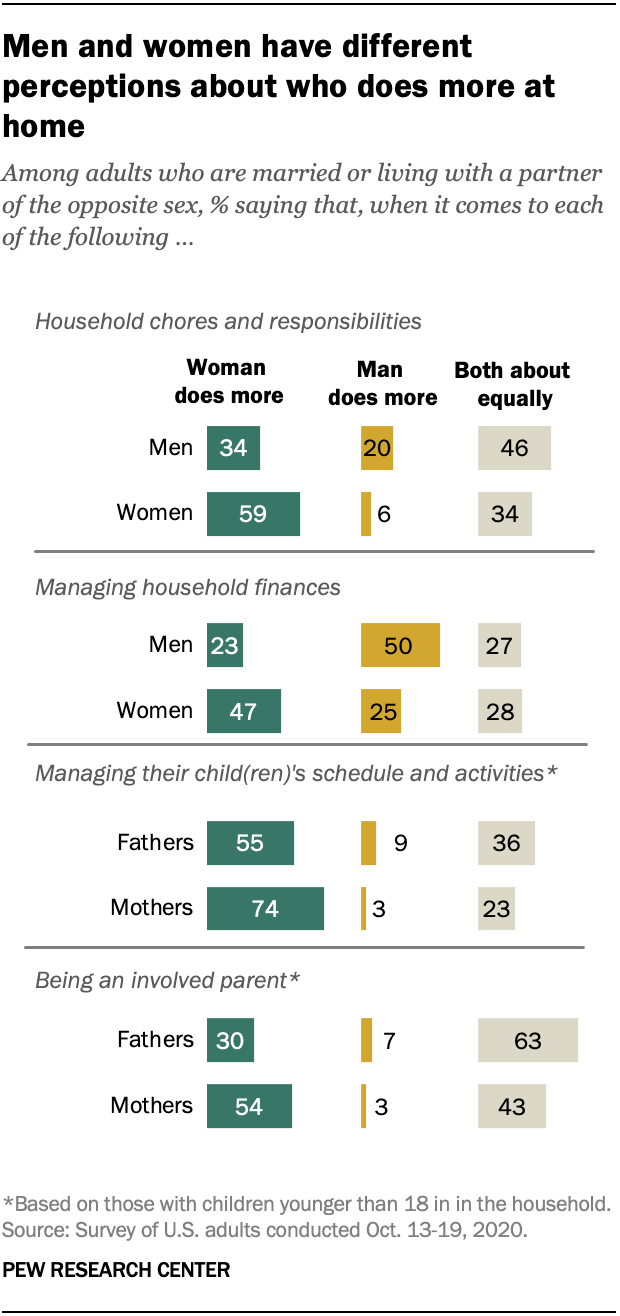 Men and women have different
perceptions about who does more at
home
Among adults who are married or living with a partner
of the opposite sex, % saying that, when it comes to each
of the following ...
Household chores and responsibilities
Woman does more
Man does more
Both about equally
Men 34 20 46
Women 59 6 34
Managing household finances
Men 23 50 27
Women 47 25 28
Managing their child(ren)'s schedule and activities*
Fathers 55 9 36
Mothers 74 3 23
Being an involved parent*
Fathers 30 7 63
Mothers 54 3 43
*Based on those with children younger than 18 in in the household.
Source: Survey of U.S. adults conducted Oct. 13-19, 2020.
PEW RESEARCH CENTER